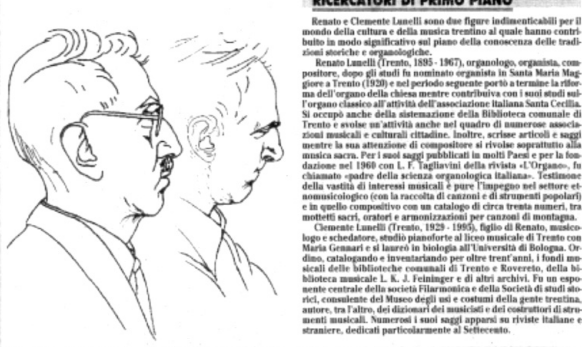 RICERCATORI DI PRIMO PIANO
Renato e Clemente Lunelli sono due figure indimenticabili per il
mondo della cultura e della musica trentino al quale hanno contri-
buito in modo significativo sul piano della conoscenza delle tradi-
zioni storiche e organologiche.
Renato Lunelli (Trento, 1895 - 1967), organologo, organista, com-
positore, dopo gli studi fu nominato organista in Santa Maria Mag-
giore a Trento (1920) e nel periodo seguente portò a termine la rifor-
ma dell'organo della chiesa mentre contribuiva con i suoi studi sul-
l'organo classico all'attività dell'associazione italiana Santa Cecilia.
Si occupò anche della sistemazione della Biblioteca comunale di
Trento e svolse un'attività anche nel quadro di numerose associa-
zioni musicali e culturali cittadine. Inoltre, scrisse articoli e saggi
mentre la sua attenzione di compositore si rivolse soprattutto alla
musica sacra. Per i suoi saggi pubblicati in molti Paesi e per la fon-
dazione nel 1960 con L. F. Tagliavini della rivista «L'Organo», fu
chiamato «padre della scienza organologica italiana». Testimone
della vastità di interessi musicali è pure l'impegno nel settore et-
nomusicologico (con la raccolta di canzoni e di strumenti popolari)
e in quello compositivo con un catalogo di circa trenta numeri, tra
mottetti sacri, oratori e armonizzazioni per canzoni di montagna.
Clemente Lunelli (Trento, 1929 - 1995), figlio di Renato, musico-
logo e schedatore, studiò pianoforte al liceo musicale di Trento con
Maria Gennari e si laureò in biologia all'Università di Bologna. Or-
dino, catalogando e inventariando per oltre trent'anni, i fondi mu-
sicali delle biblioteche comunali di Trento e Rovereto, della bi-
blioteca musicale L. K. J. Feininger e di altri archivi. Fu un espo-
nente centrale della società Filarmonica e della Società di studi sto-
rici, consulente del Museo degli usi e costumi della gente trentina,
autore, tra l'altro, dei dizionari dei musicisti e dei costruttori di stru-
menti musicali. Numerosi i suoi saggi apparsi su riviste italiane e
straniere, dedicati particolarmente al Settecento.